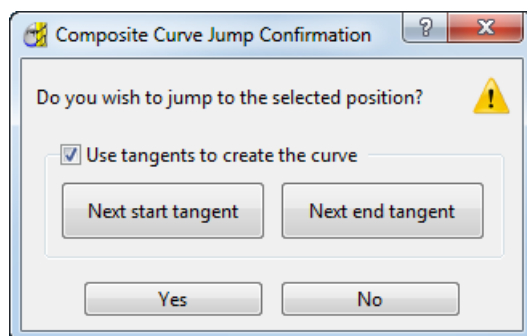 Composite Curve Jump Confirmation
Do you wish to jump to the selected position?
Use tangents to create the curve
Next start tangent Next end tangent
Yes No